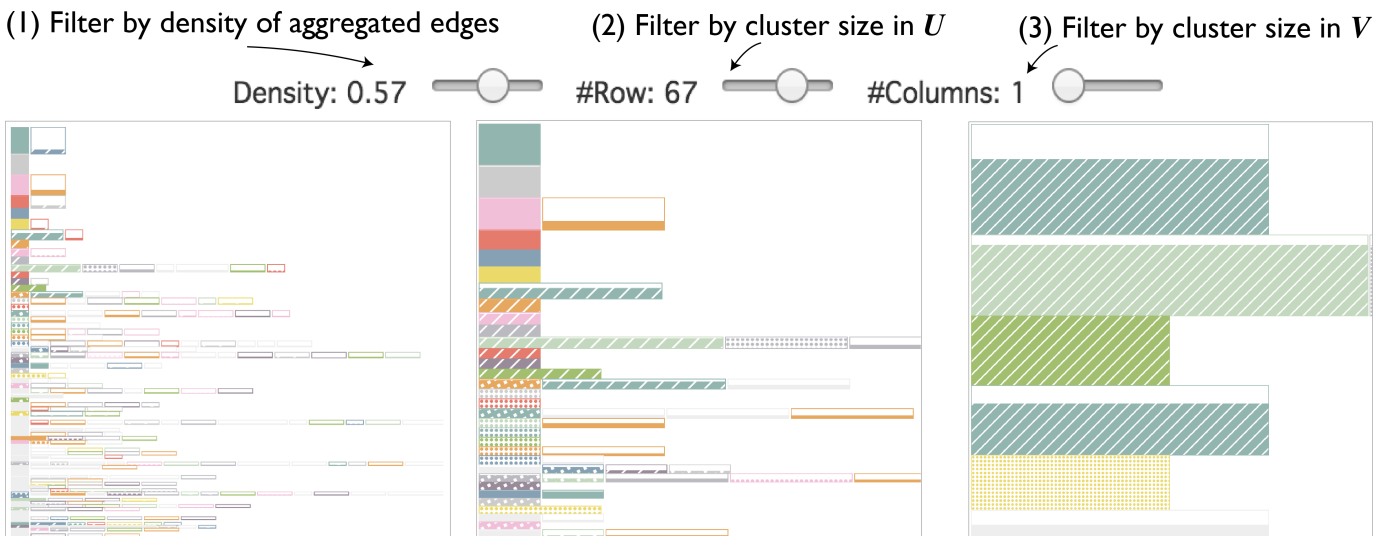 (1) Filter by density of aggregated edges
(2) Filter by cluster size in U
(3) Filter by cluster size in V
Density: 0.57
#Row: 67
#Columns: 1